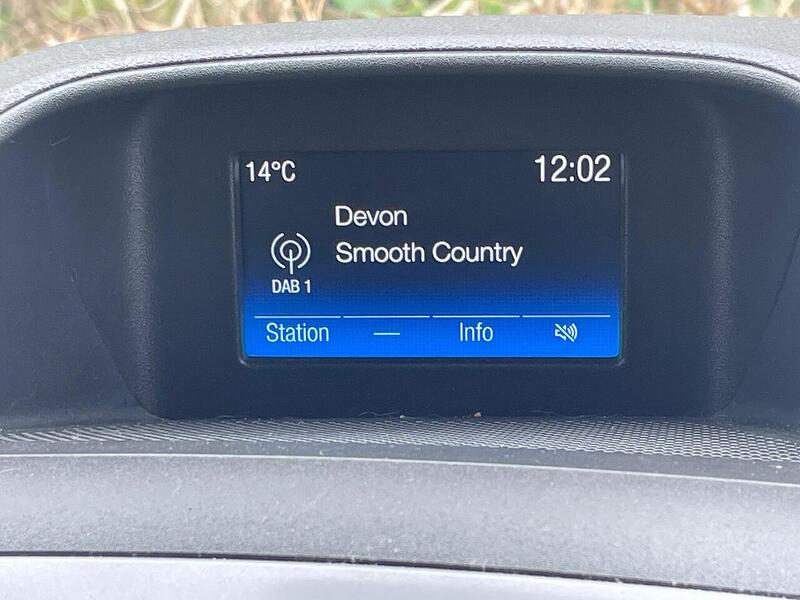 14°C 12:02
Devon
Smooth Country
DAB 1
Station — Info